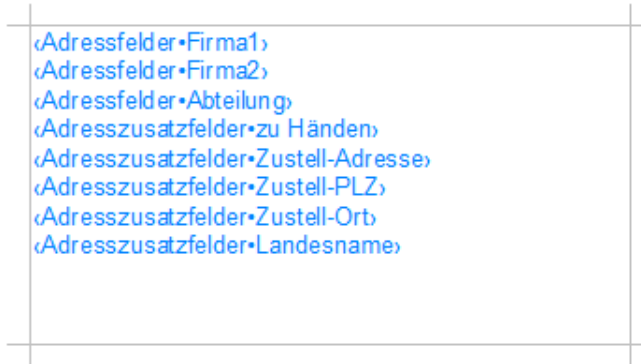 ‹Adressfelder•Firma1›
‹Adressfelder•Firma2›
‹Adressfelder•Abteilung›
‹Adresszusatzfelder•zu Händen›
‹Adresszusatzfelder•Zustell-Adresse›
‹Adresszusatzfelder•Zustell-PLZ›
‹Adresszusatzfelder•Zustell-Ort›
‹Adresszusatzfelder•Landesname›